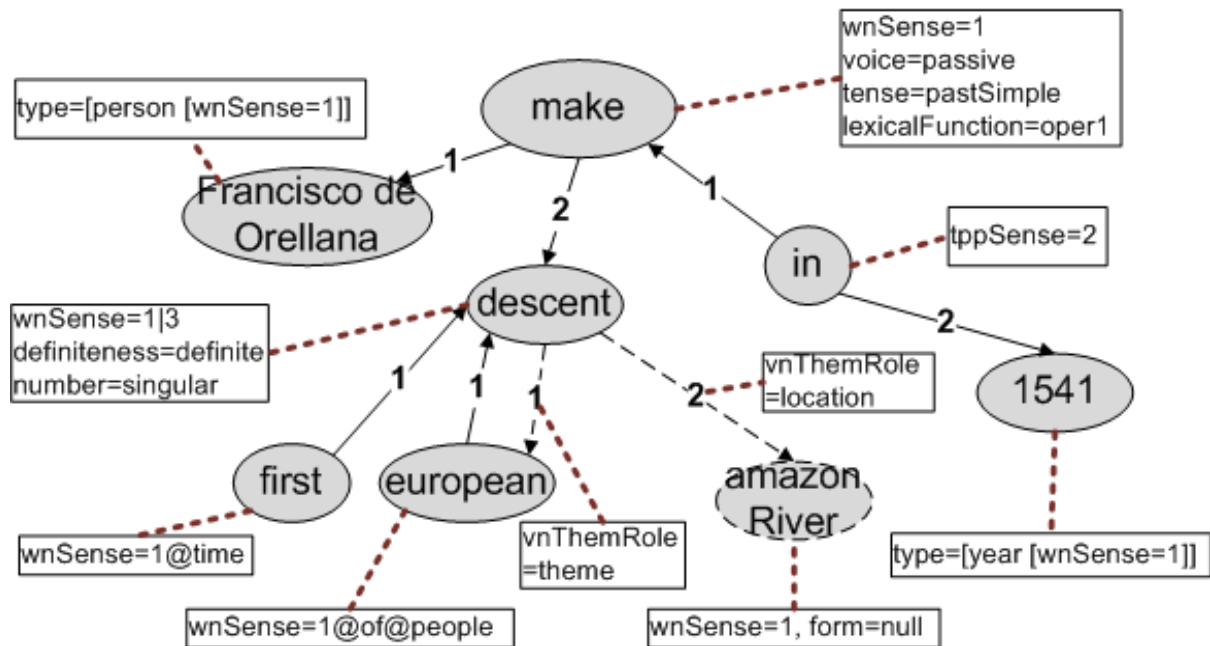 wnSense=1
voice=passive
tense=pastSimple
lexicalFunction=oper1
type=[person [wnSense=1]]
make
1
Francisco de
Orellana
2
1
in
tppSense=2
descent
wnSense=1|3
definiteness=definite
number=singular
2
vnThemRole
=location
1
1
1
2
1541
first
european
amazon
River
wnSense=1@time
vnThemRole
=theme
type=[year [wnSense=1]]
wnSense=1@of@people
wnSense=1, form=null